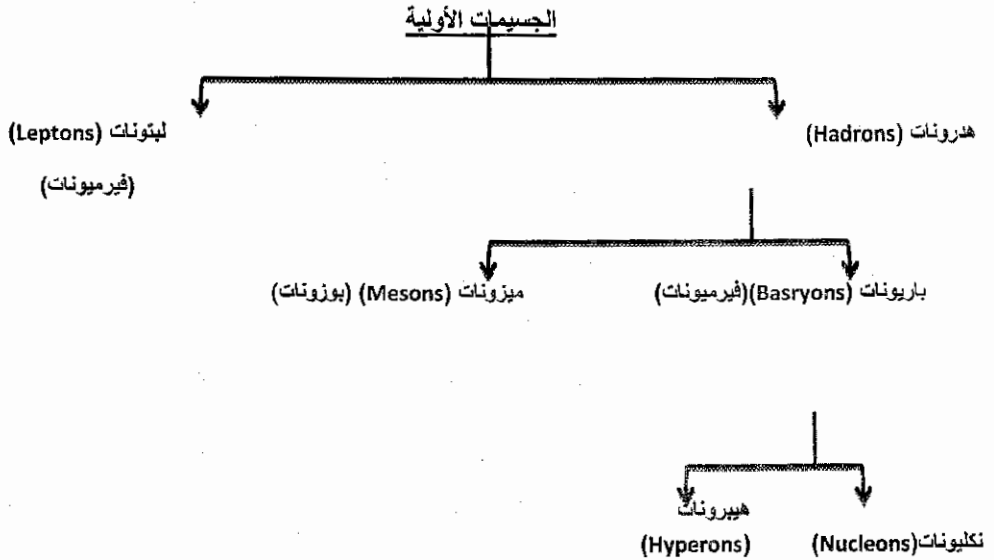 الجسيمات الأولية
هدرونات (Hadrons)
لبتونات (Leptons)
(فيرميونات)
باريونات (Basryons)(فيرميونات)
ميزونات (Mesons) (بوزونات)
هيبرونات
(Hyperons)
نكليونات(Nucleons)